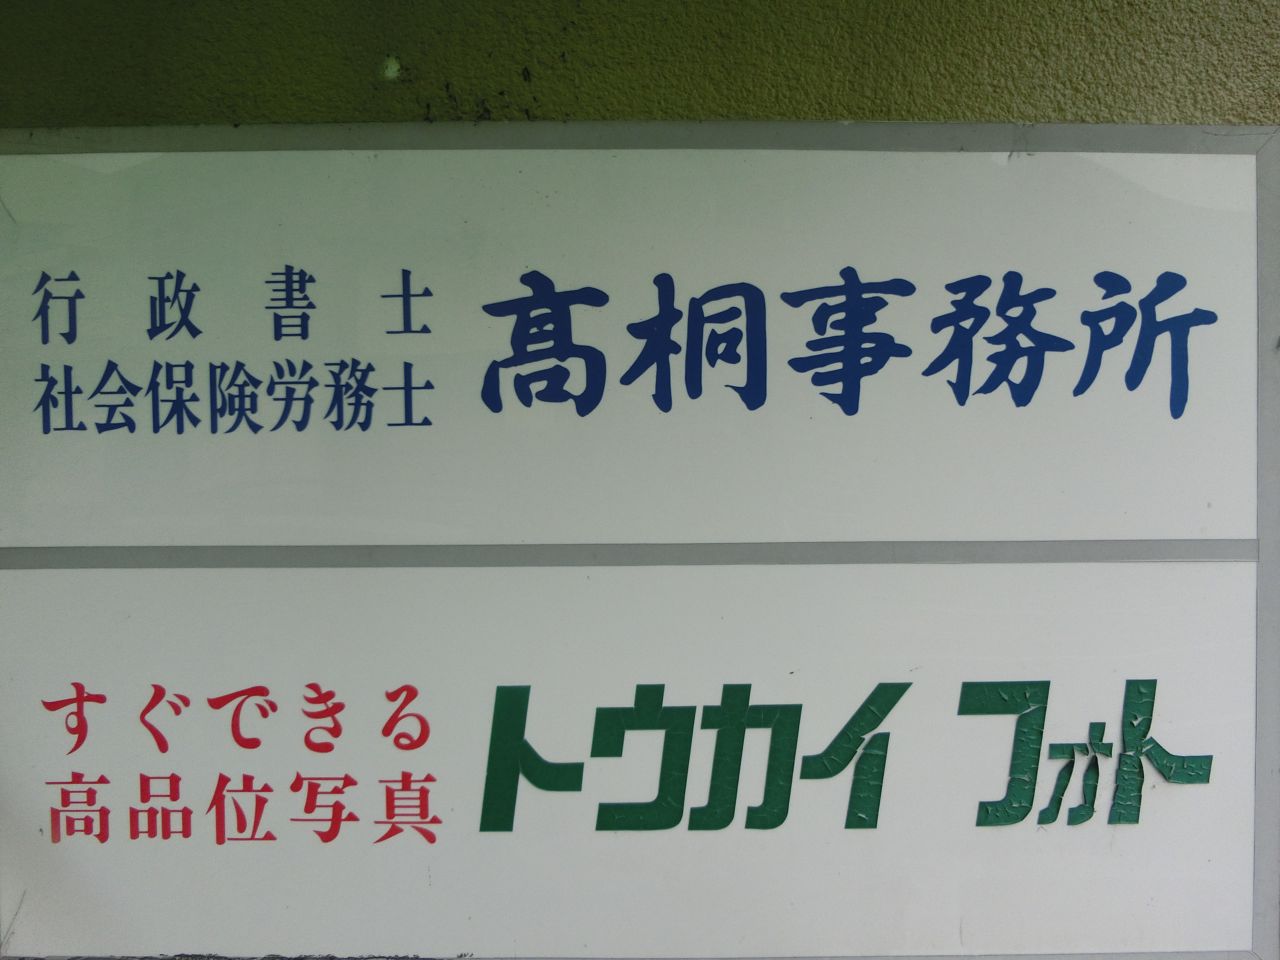 行政書士
社会保険労務士
髙桐事務所
すぐできる
高品位写真
トウカイ フォト